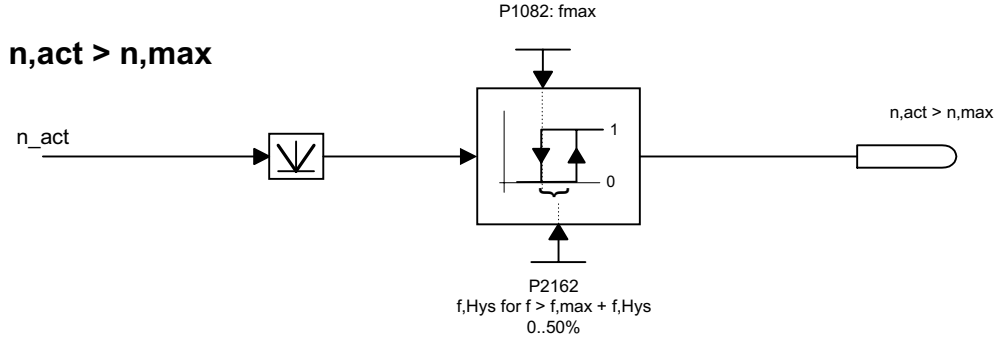 P1082: fmax
n,act > n,max
n,act > n,max
n_act
1
0
P2162
f,Hys for f > f,max + f,Hys
0..50%